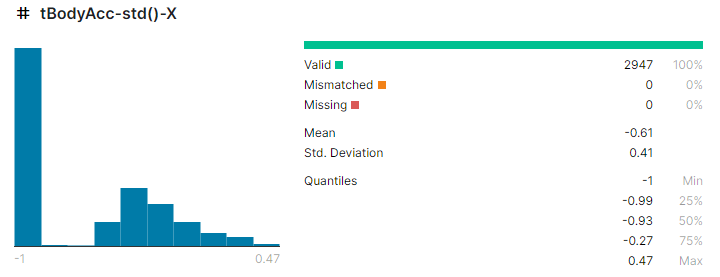 # tBodyAcc-std()-X
Valid 2947 100%
Mismatched 0 0%
Missing 0 0%
Mean -0.61
Std. Deviation 0.41
Quantiles -1 Min
-0.99 25%
-0.93 50%
-0.27 75%
0.47 Max
-1 0.47